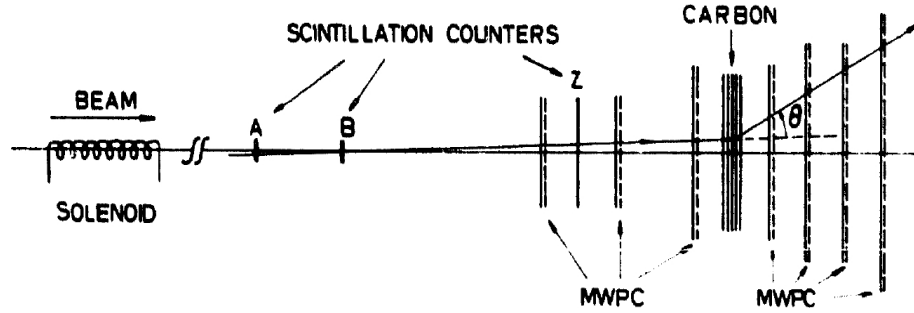 CARBON
SCINTILLATION COUNTERS
BEAM
A
B
Z
θ
SOLENOID
MWPC
MWPC